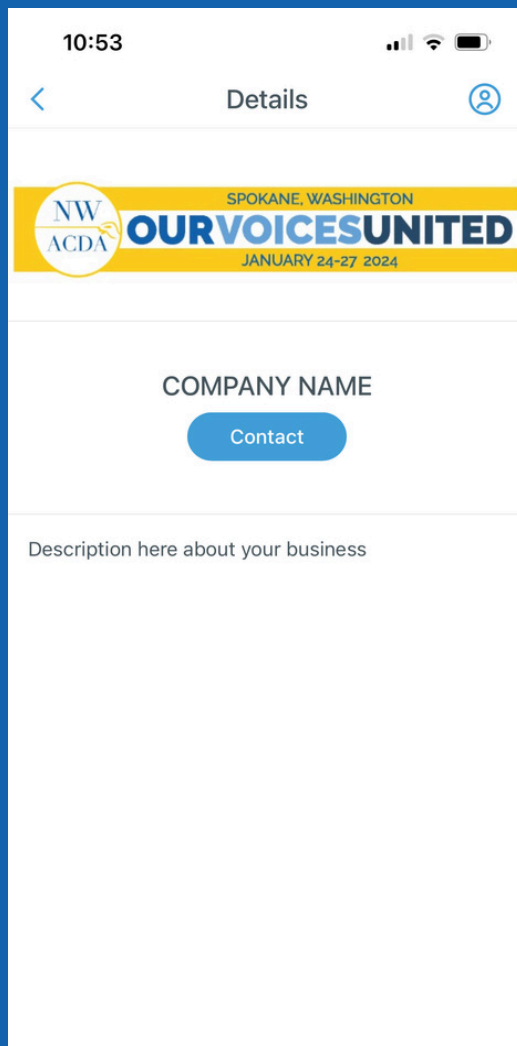 10:53
Details
NW
ACDA
SPOKANE, WASHINGTON
OURVOICESUNITED
JANUARY 24-27 2024
COMPANY NAME
Contact
Description here about your business